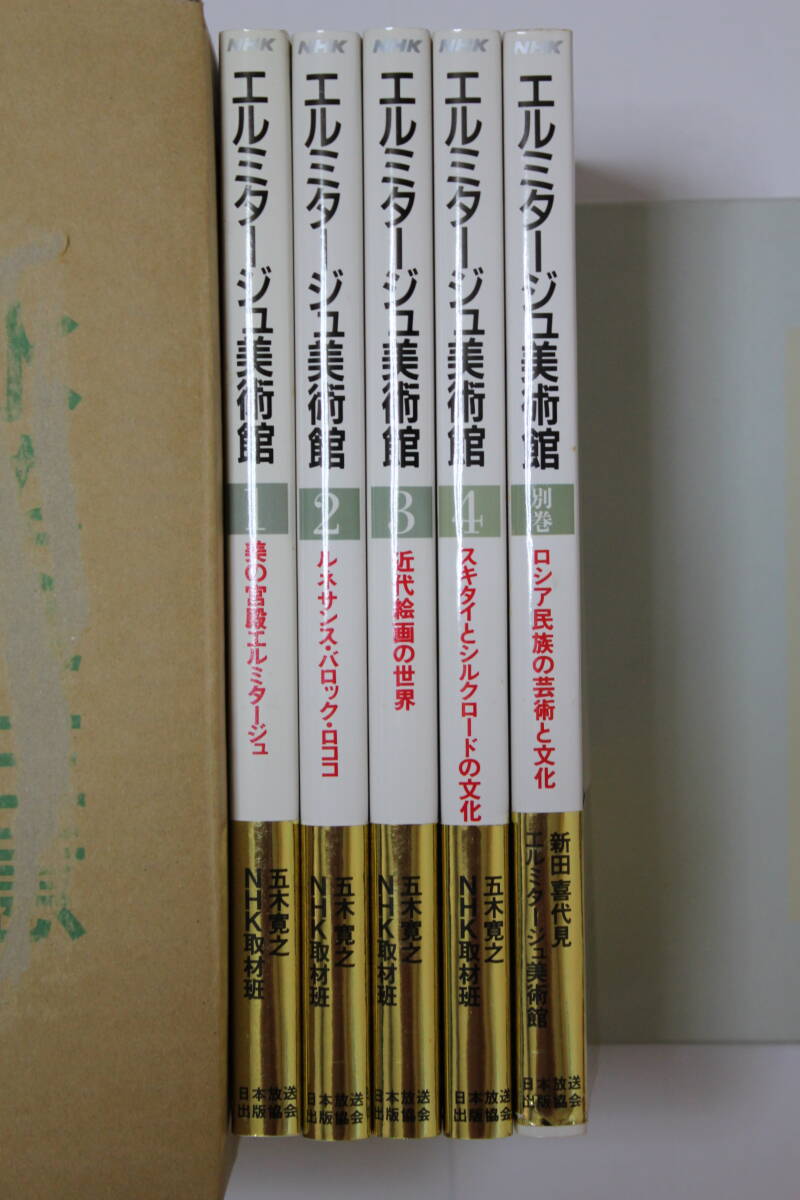 NHK
エルミタージュ美術館
1
美の宮殿エルミタージュ
五木寛之
NHK取材班
日本放送
出版協会
NHK
エルミタージュ美術館
2
ルネサンス・バロック・ロココ
五木寛之
NHK取材班
日本放送
出版協会
NHK
エルミタージュ美術館
3
近代絵画の世界
五木寛之
NHK取材班
日本放送
出版協会
NHK
エルミタージュ美術館
4
スキタイとシルクロードの文化
五木寛之
NHK取材班
日本放送
出版協会
NHK
エルミタージュ美術館
別巻
ロシア民族の芸術と文化
新田喜代見
エルミタージュ美術館
日本放送
出版協会